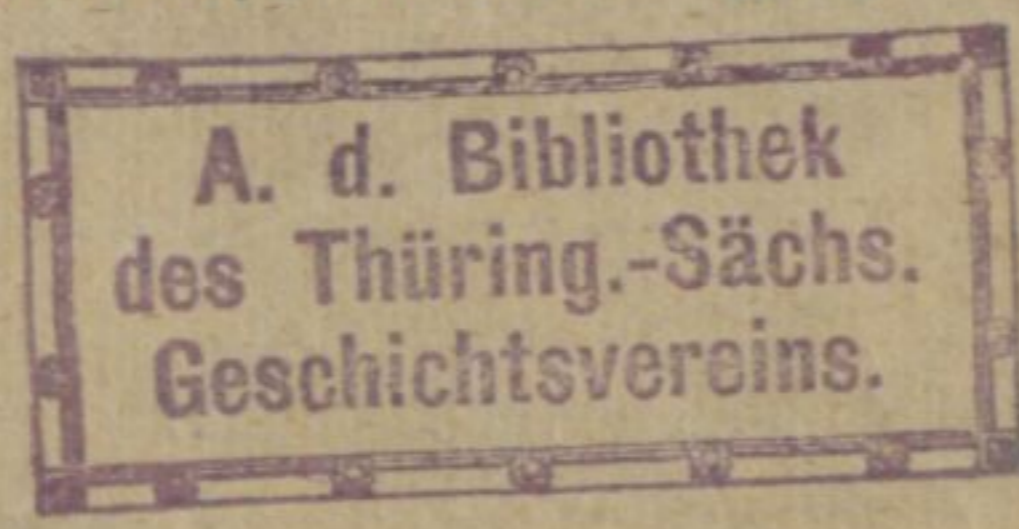 A. d. Bibliothek
des Thüring.-Sächs.
Geschichtsvereins.